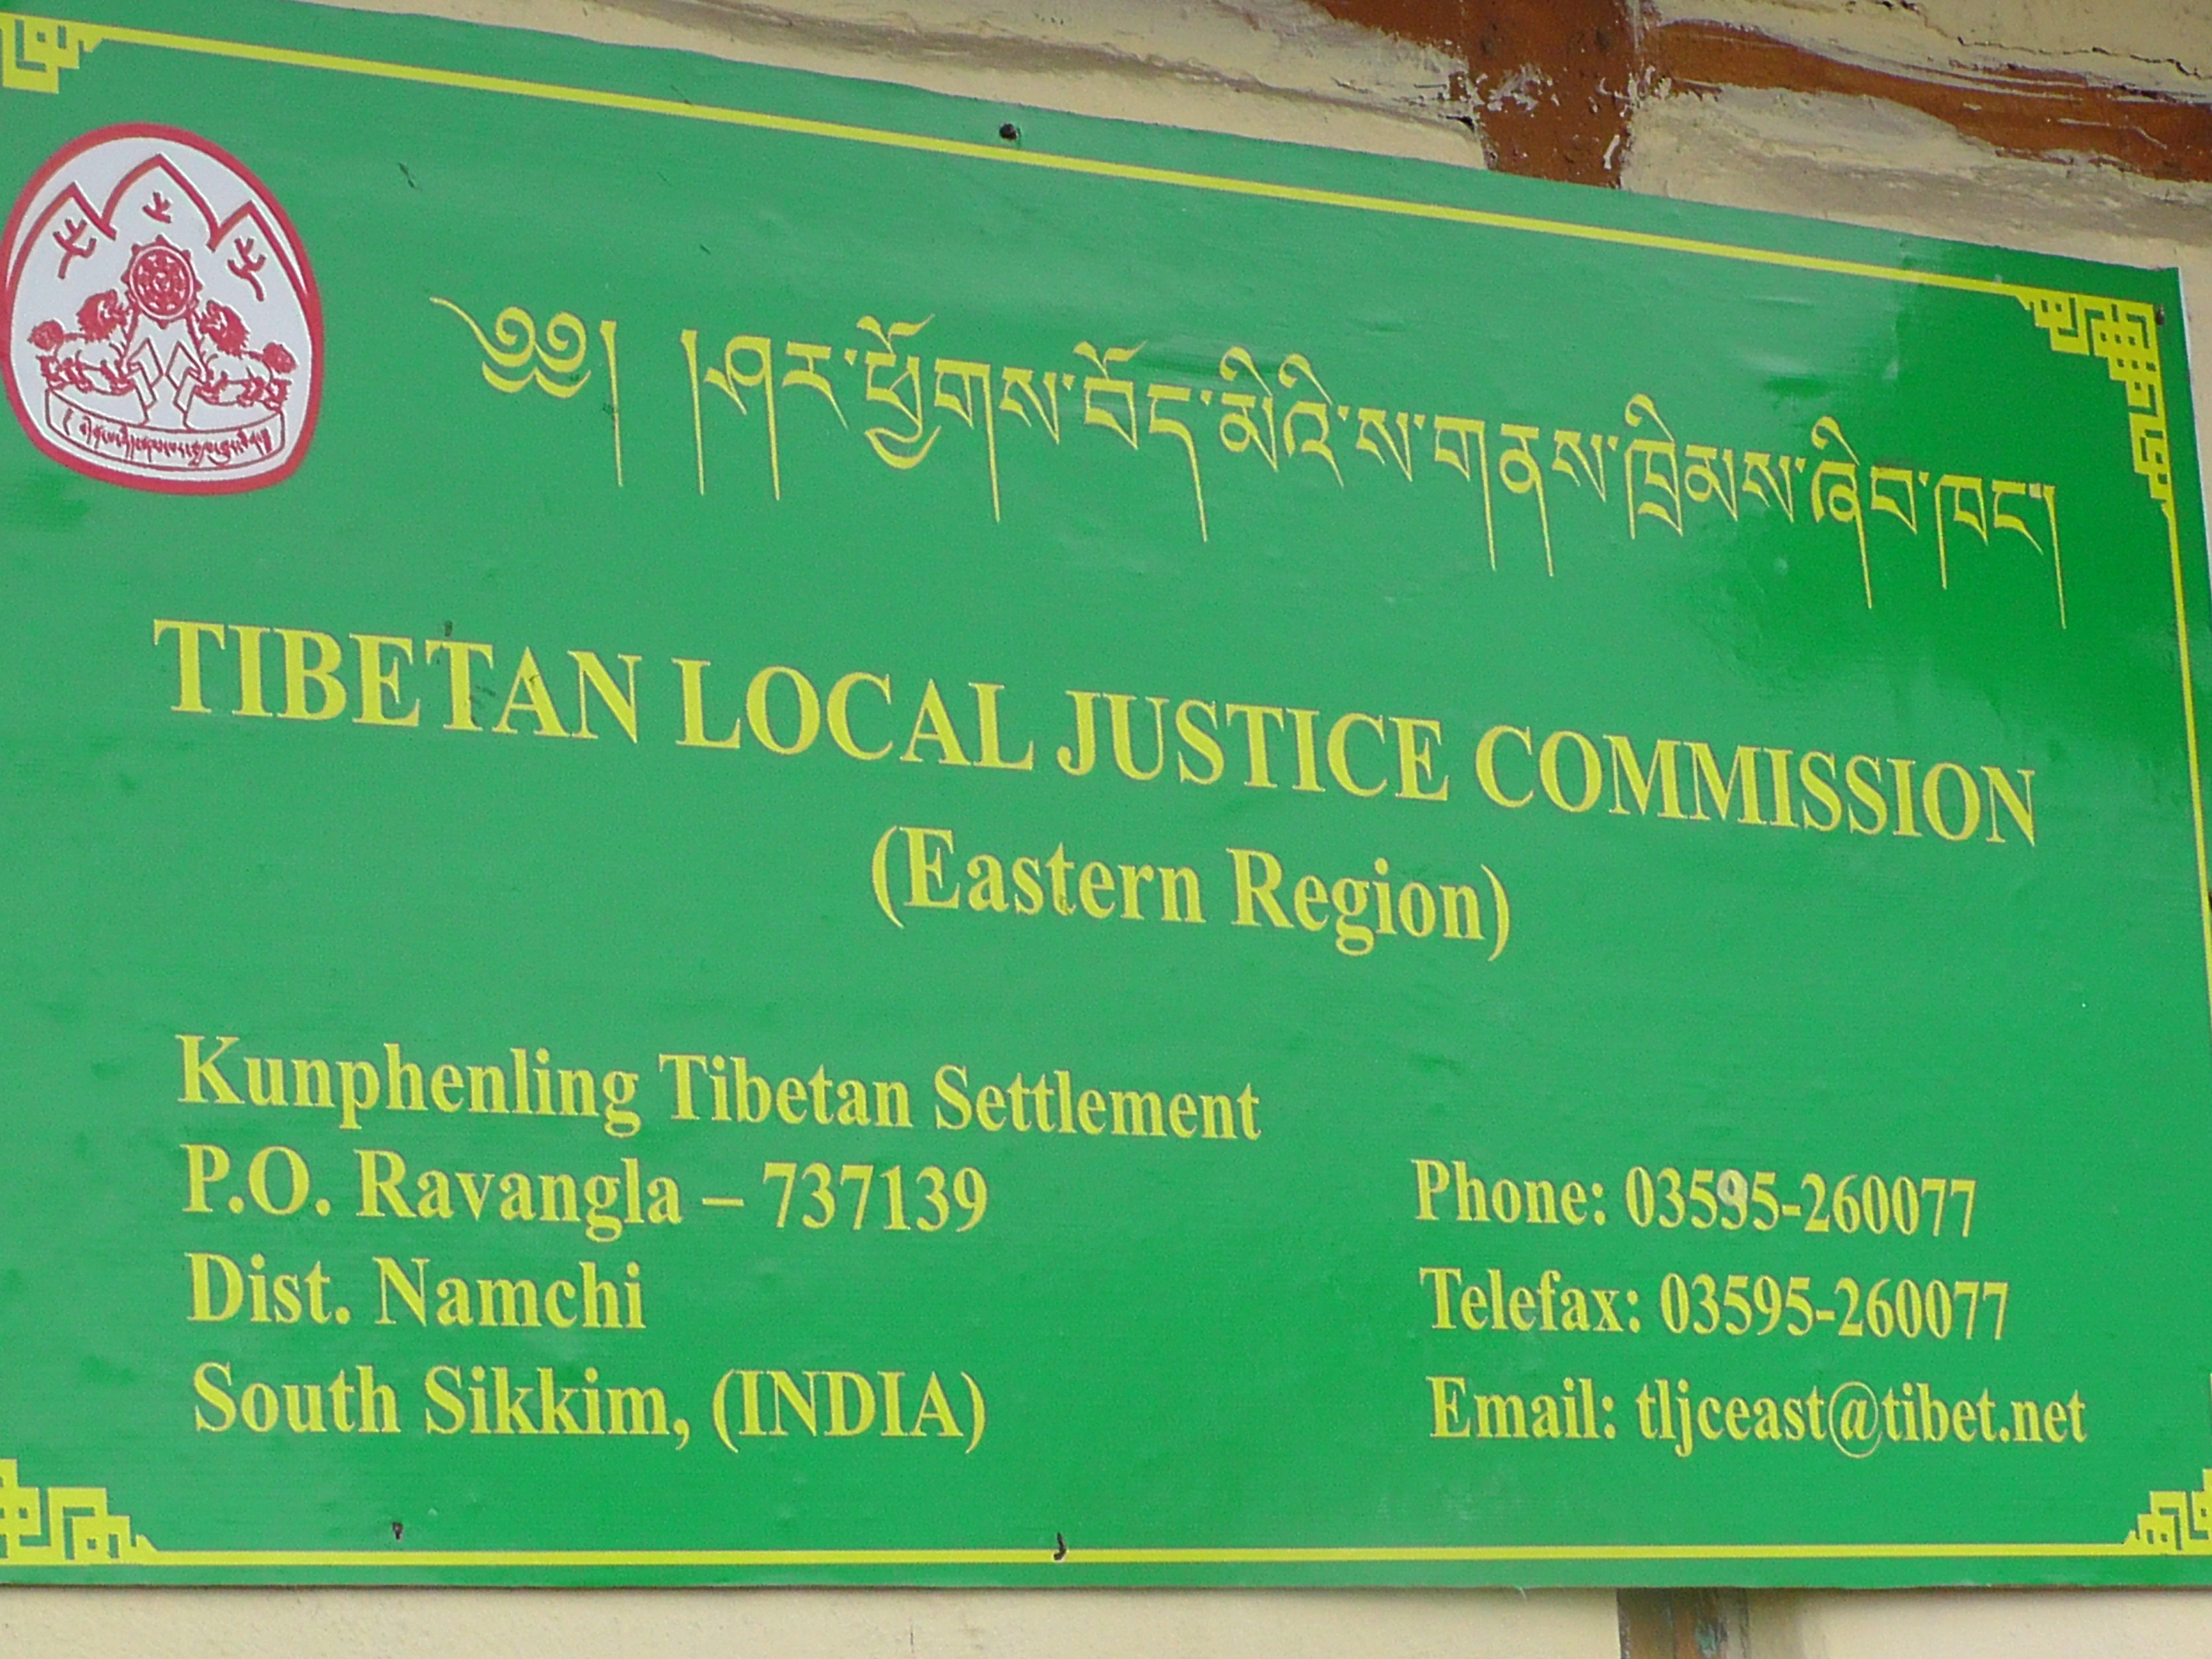 ༄༅། །ཤར་ཕྱོགས་བོད་མིའི་ས་གནས་ཁྲིམས་ཞིབ་ཁང་།
TIBETAN LOCAL JUSTICE COMMISSION
(Eastern Region)
Kunphenling Tibetan Settlement
P.O. Ravangla – 737139
Dist. Namchi
South Sikkim, (INDIA)
Phone: 03595-260077
Telefax: 03595-260077
Email: tljceast@tibet.net